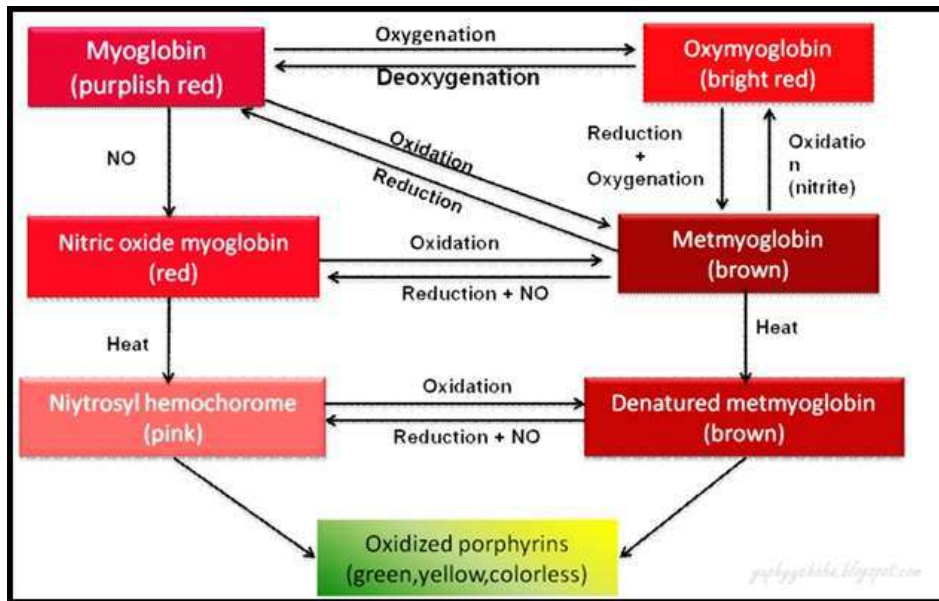 Myoglobin
(purplish red)
Oxygenation
Deoxygenation
Oxymyoglobin
(bright red)
NO
Oxidation
Reduction
Reduction
+
Oxygenation
Oxidatio
n
(nitrite)
Nitric oxide myoglobin
(red)
Oxidation
Reduction + NO
Metmyoglobin
(brown)
Heat
Heat
Niytrosyl hemochorome
(pink)
Oxidation
Reduction + NO
Denatured metmyoglobin
(brown)
Oxidized porphyrins
(green,yellow,colorless)